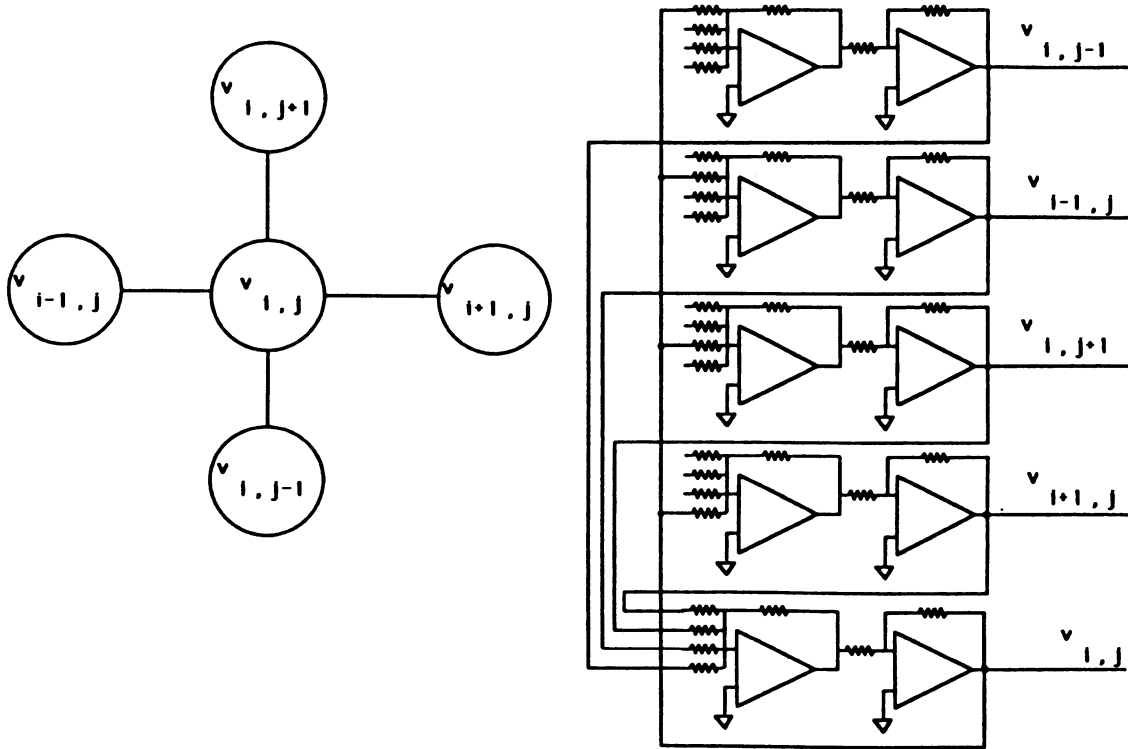 v i, j+1
v i-1, j
v i, j
v i+1, j
v i, j-1
v i, j-1
v i-1, j
v i, j+1
v i+1, j
v i, j